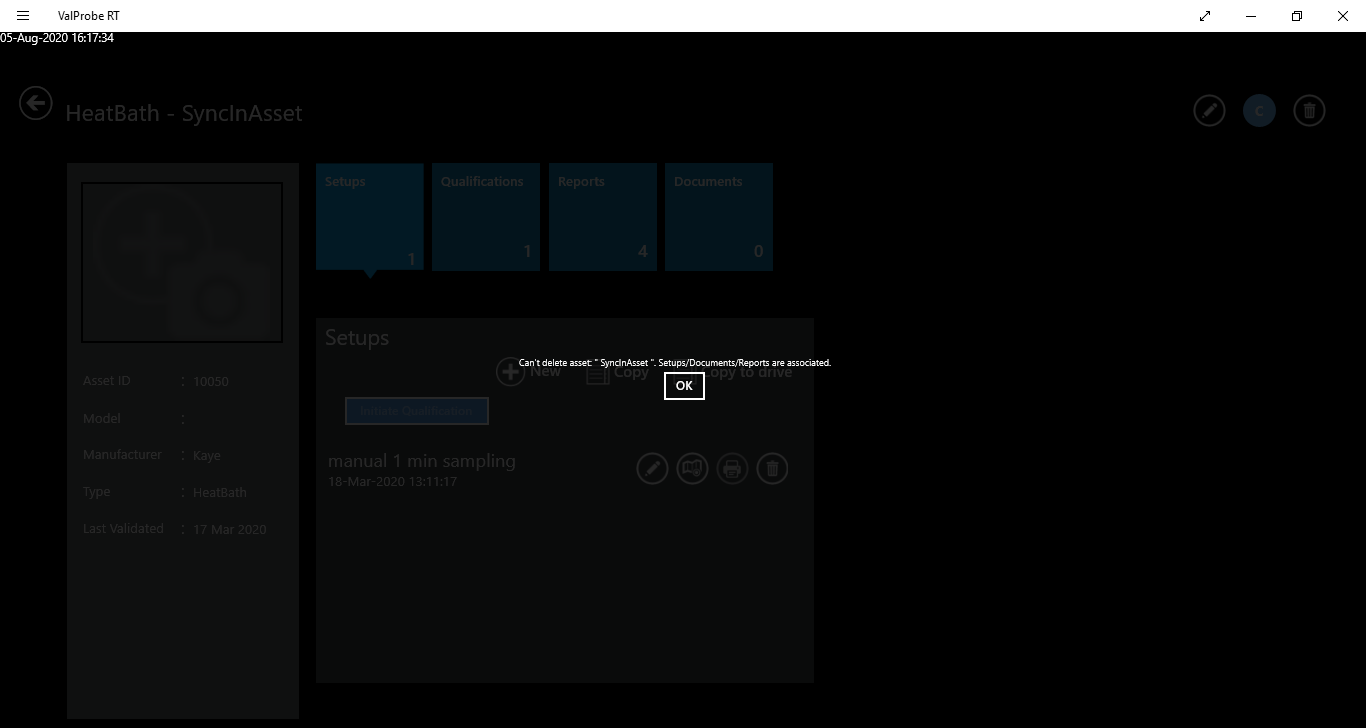 ValProbe RT
05-Aug-2020 16:17:34
HeatBath - SyncInAsset
C
Setups
1
Qualifications
1
Reports
4
Documents
0
Asset ID : 10050
Model :
Manufacturer : Kaye
Type : HeatBath
Last Validated : 17 Mar 2020
Setups
Can't delete asset: " SyncInAsset ". Setups/Documents/Reports are associated.
New Copy Copy to drive
OK
Initiate Qualification
manual 1 min sampling
18-Mar-2020 13:11:17